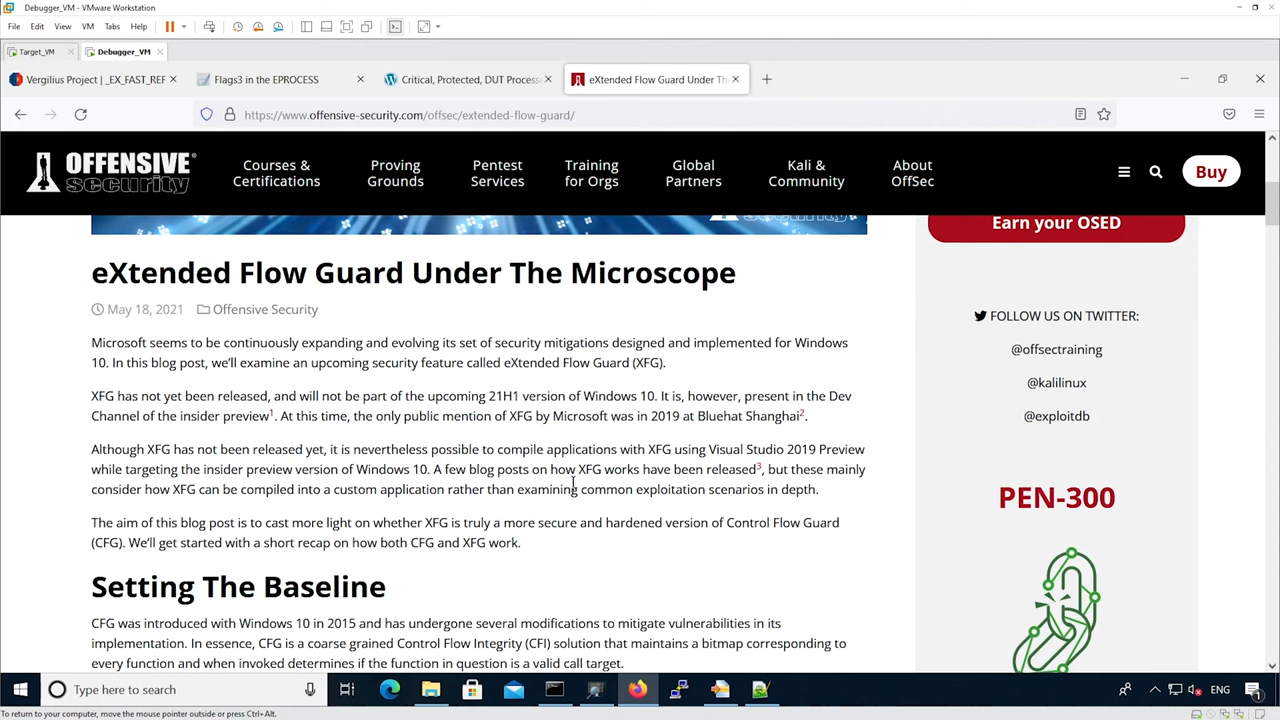 Debugger_VM - VMware Workstation
File Edit View VM Tabs Help
Target_VM Debugger_VM
Vergilius Project | _EX_FAST_REF Flags3 in the EPROCESS Critical, Protected, DUT Process eXtended Flow Guard Under Th
https://www.offensive-security.com/offsec/extended-flow-guard/
OFFENSIVE
security
Courses &
Certifications
Proving
Grounds
Pentest
Services
Training
for Orgs
Global
Partners
Kali &
Community
About
OffSec
Buy
Earn your OSED
eXtended Flow Guard Under The Microscope
May 18, 2021 Offensive Security
Microsoft seems to be continuously expanding and evolving its set of security mitigations designed and implemented for Windows
10. In this blog post, we'll examine an upcoming security feature called eXtended Flow Guard (XFG).
XFG has not yet been released, and will not be part of the upcoming 21H1 version of Windows 10. It is, however, present in the Dev
Channel of the insider preview1. At this time, the only public mention of XFG by Microsoft was in 2019 at Bluehat Shanghai2.
Although XFG has not been released yet, it is nevertheless possible to compile applications with XFG using Visual Studio 2019 Preview
while targeting the insider preview version of Windows 10. A few blog posts on how XFG works have been released3, but these mainly
consider how XFG can be compiled into a custom application rather than examining common exploitation scenarios in depth.
The aim of this blog post is to cast more light on whether XFG is truly a more secure and hardened version of Control Flow Guard
(CFG). We'll get started with a short recap on how both CFG and XFG work.
Setting The Baseline
CFG was introduced with Windows 10 in 2015 and has undergone several modifications to mitigate vulnerabilities in its
implementation. In essence, CFG is a coarse grained Control Flow Integrity (CFI) solution that maintains a bitmap corresponding to
every function and when invoked determines if the function in question is a valid call target.
FOLLOW US ON TWITTER:
@offsectraining
@kalilinux
@exploitdb
PEN-300
Type here to search
ENG
1
To return to your computer, move the mouse pointer outside or press Ctrl+Alt.